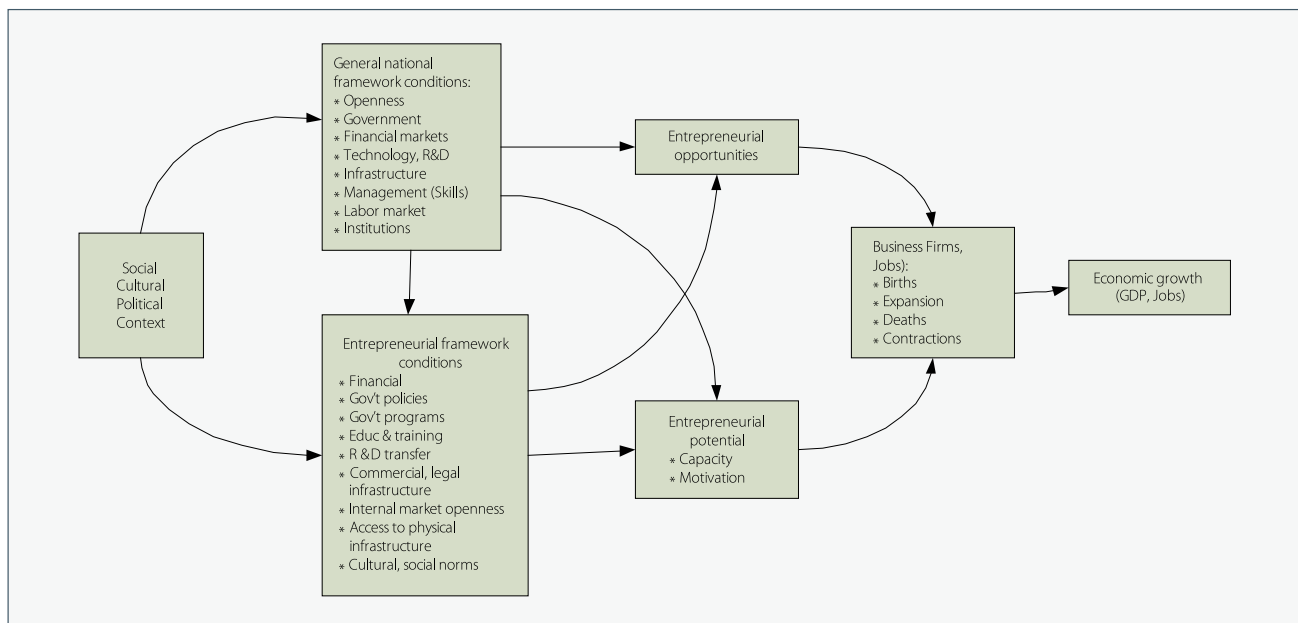 Social
Cultural
Political
Context
General national
framework conditions:
* Openness
* Government
* Financial markets
* Technology, R&D
* Infrastructure
* Management (Skills)
* Labor market
* Institutions
Entrepreneurial framework
conditions
* Financial
* Gov't policies
* Gov't programs
* Educ & training
* R &D transfer
* Commercial, legal
infrastructure
* Internal market openness
* Access to physical
infrastructure
* Cultural, social norms
Entrepreneurial
opportunities
Entrepreneurial
potential
* Capacity
* Motivation
Business Firms,
Jobs):
* Births
* Expansion
* Deaths
* Contractions
Economic growth
(GDP, Jobs)